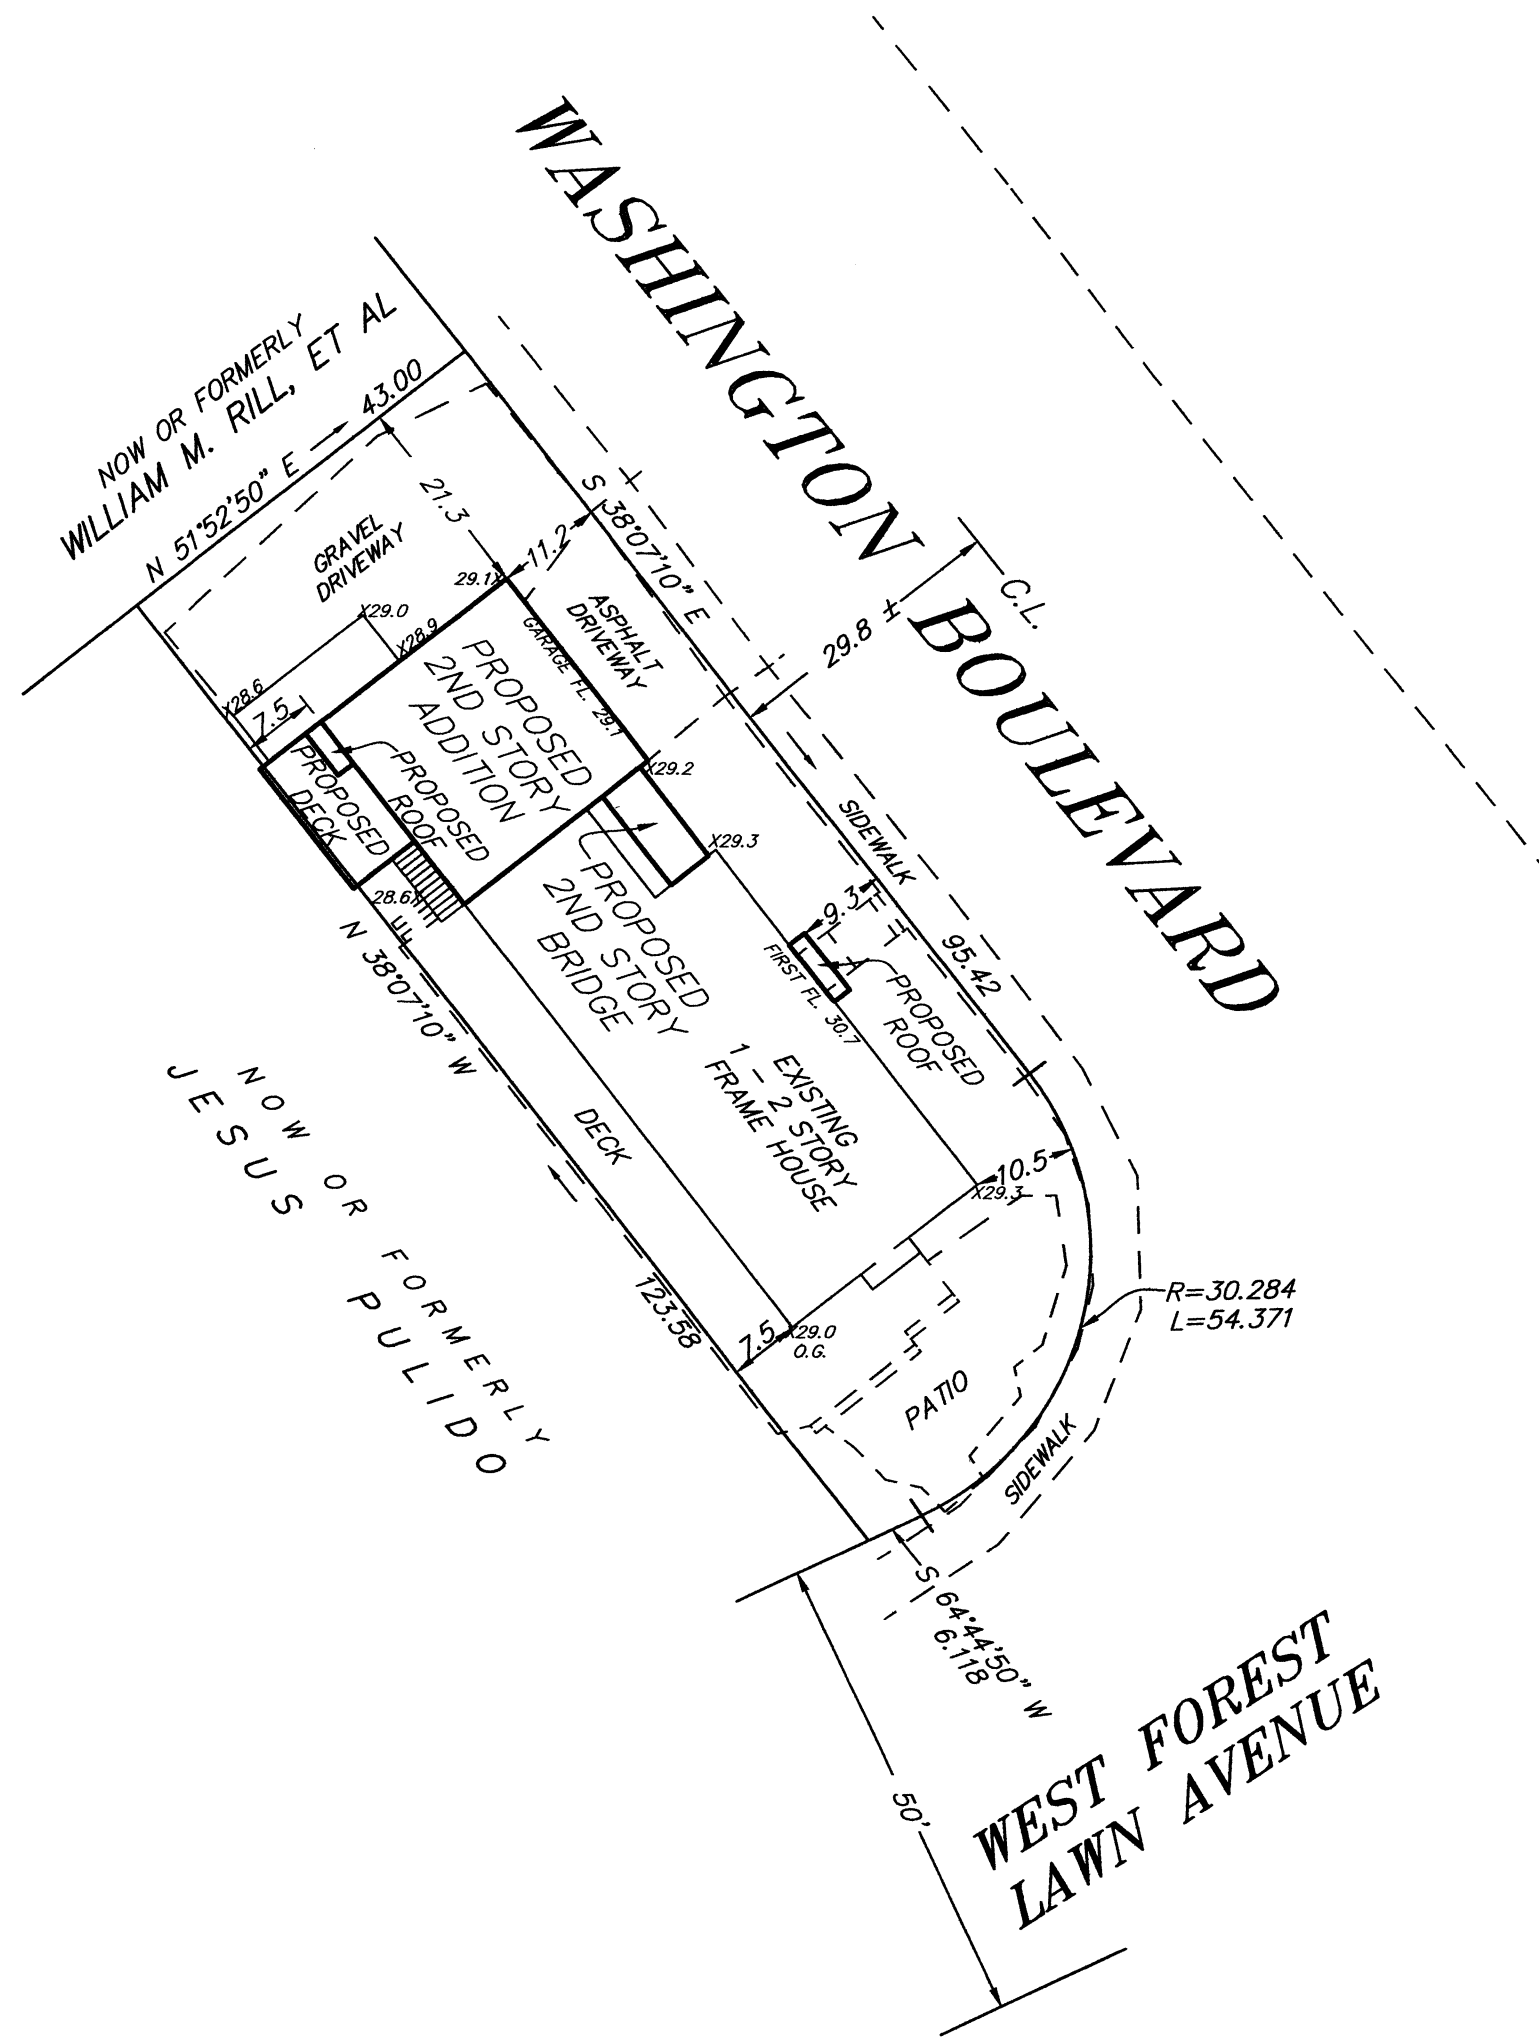 WASHINGTON BOULEVARD
NOW OR FORMERLY
WILLIAM M. RILL, ET AL
N 51°52'50" E
43.00
21.3
11.2
S 38°07'10" E
GRAVEL
DRIVEWAY
29.1X
X29.0
X28.9
X28.6
7.5
ASPHALT
DRIVEWAY
GARAGE FL. 29.1
29.8 ±
C.L.
PROPOSED
2ND STORY
ADDITION
PROPOSED
DECK
PROPOSED
ROOF
X29.2
X29.3
28.6X
SIDEWALK
9.3
95.42
PROPOSED
2ND STORY
BRIDGE
FIRST FL. 30.7
PROPOSED
ROOF
N 38°07'10" W
NOW OR FORMERLY
JESUS PULIDO
EXISTING
1 - 2 STORY
FRAME HOUSE
DECK
10.5
X29.3
123.58
7.5
X29.0
O.G.
R=30.284
L=54.371
PATIO
SIDEWALK
S 64°44'50" W
6.118
50'
WEST FOREST
LAWN AVENUE